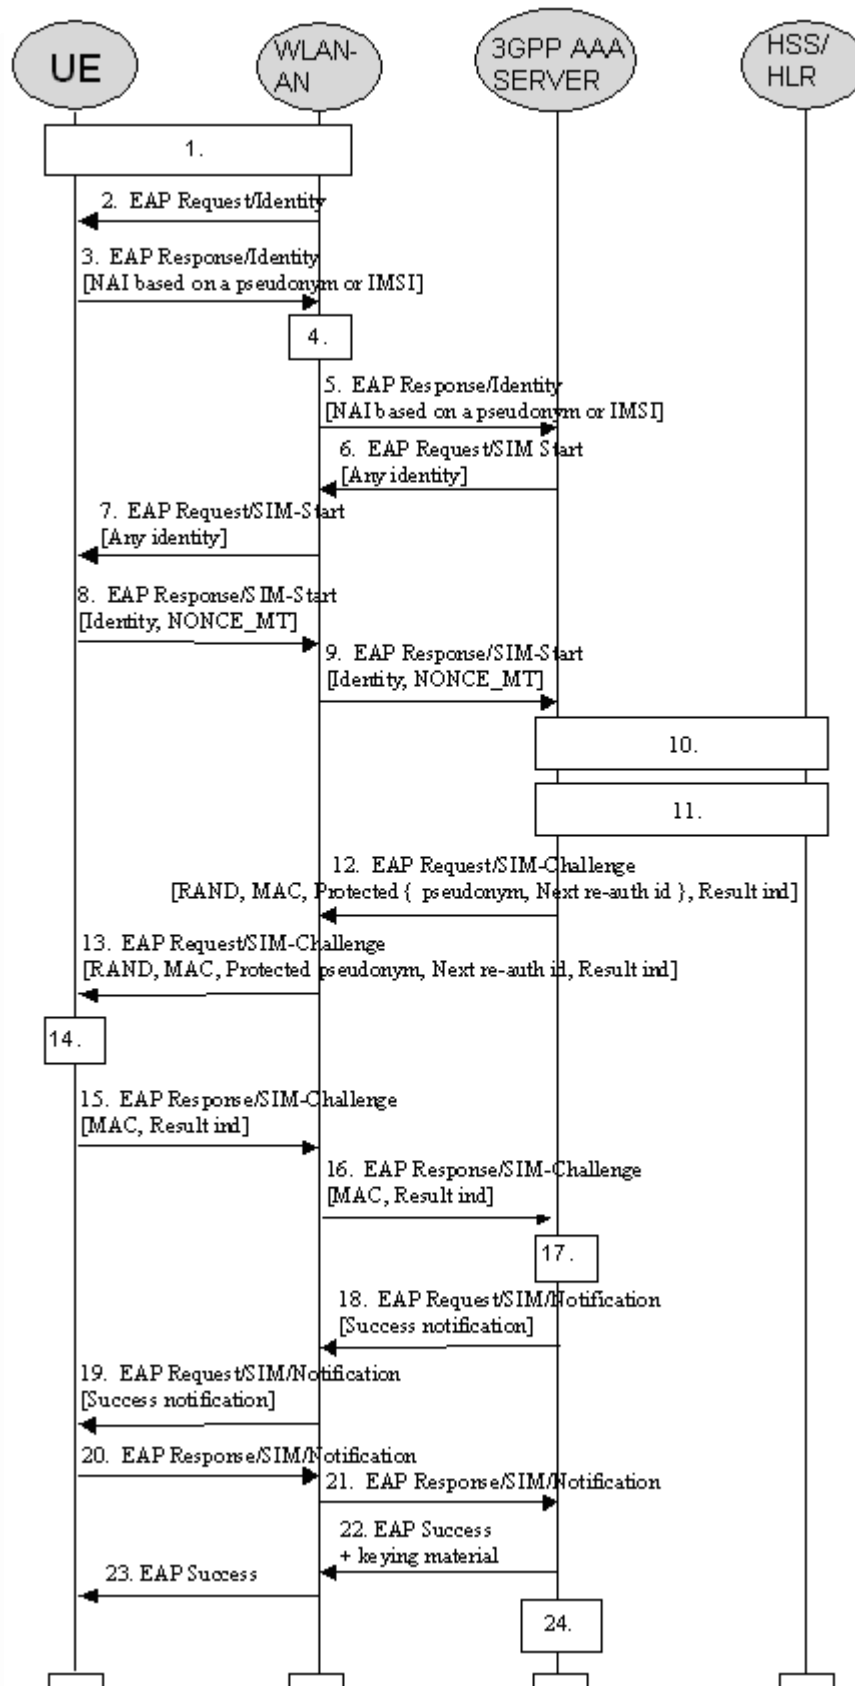 UE
WLAN-
AN
3GPP AAA
SERVER
HSS/
HLR
1.
2. EAP Request/Identity
3. EAP Response/Identity
[NAI based on a pseudonym or IMSI]
4.
5. EAP Response/Identity
[NAI based on a pseudonym or IMSI]
6. EAP Request/SIM Start
[Any identity]
7. EAP Request/SIM-Start
[Any identity]
8. EAP Response/SIM-Start
[Identity, NONCE_MT]
9. EAP Response/SIM-Start
[Identity, NONCE_MT]
10.
11.
12. EAP Request/SIM-Challenge
[RAND, MAC, Protected { pseudonym, Next re-auth id }, Result ind]
13. EAP Request/SIM-Challenge
[RAND, MAC, Protected pseudonym, Next re-auth id, Result ind]
14.
15. EAP Response/SIM-Challenge
[MAC, Result ind]
16. EAP Response/SIM-Challenge
[MAC, Result ind]
17.
18. EAP Request/SIM/Notification
[Success notification]
19. EAP Request/SIM/Notification
[Success notification]
20. EAP Response/SIM/Notification
21. EAP Response/SIM/Notification
22. EAP Success
+ keying material
23. EAP Success
24.